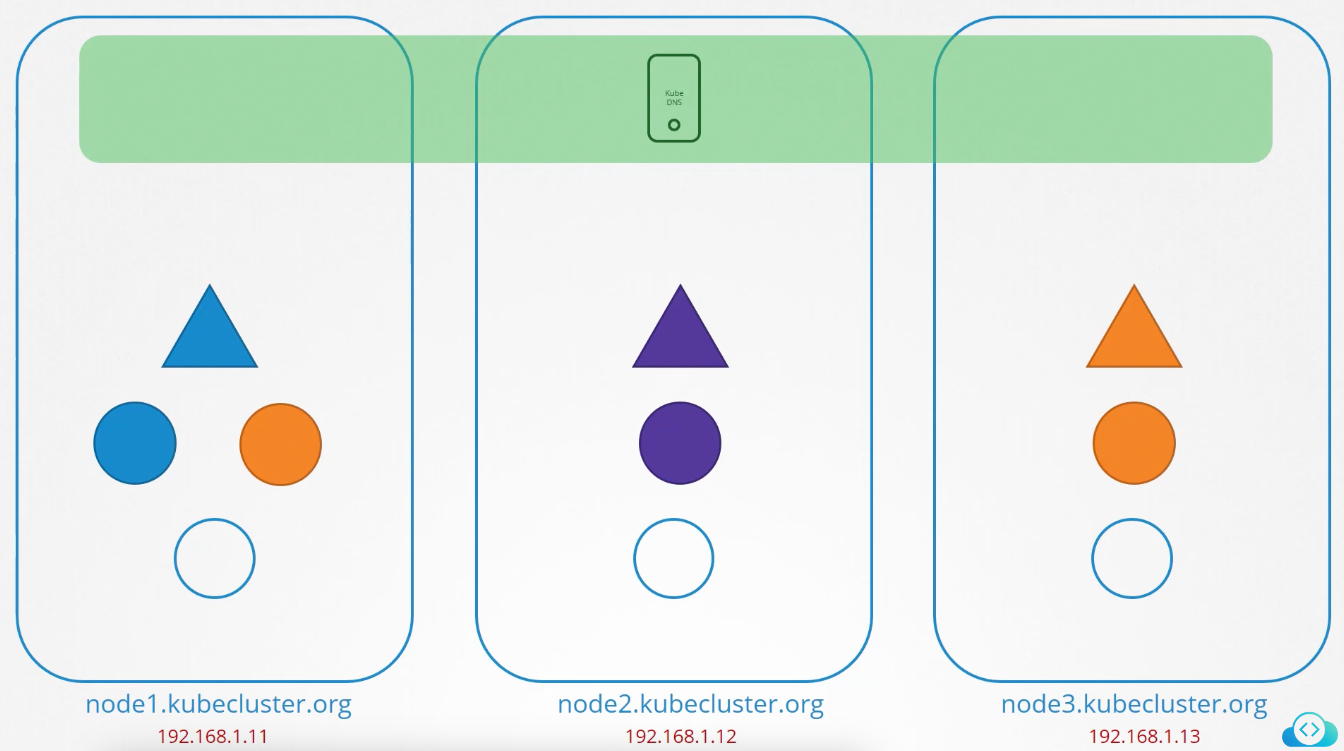 Kube
DNS
node1.kubecluster.org
node2.kubecluster.org
node3.kubecluster.org
192.168.1.11
192.168.1.12
192.168.1.13